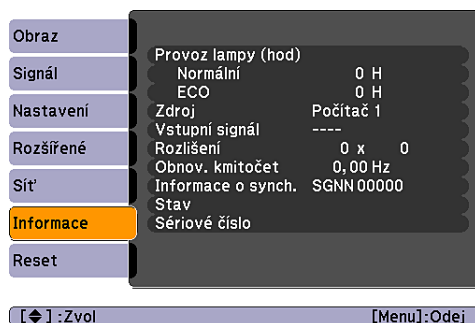 Obraz
Signál
Nastavení
Rozšířené
Síť
Informace
Reset
Provoz lampy (hod)
Normální 0 H
ECO 0 H
Zdroj Počítač 1
Vstupní signál ----
Rozlišení 0 x 0
Obnov. kmitočet 0,00 Hz
Informace o synch. SGNN 00000
Stav
Sériové číslo
[◆] :Zvol [Menu]:Odej